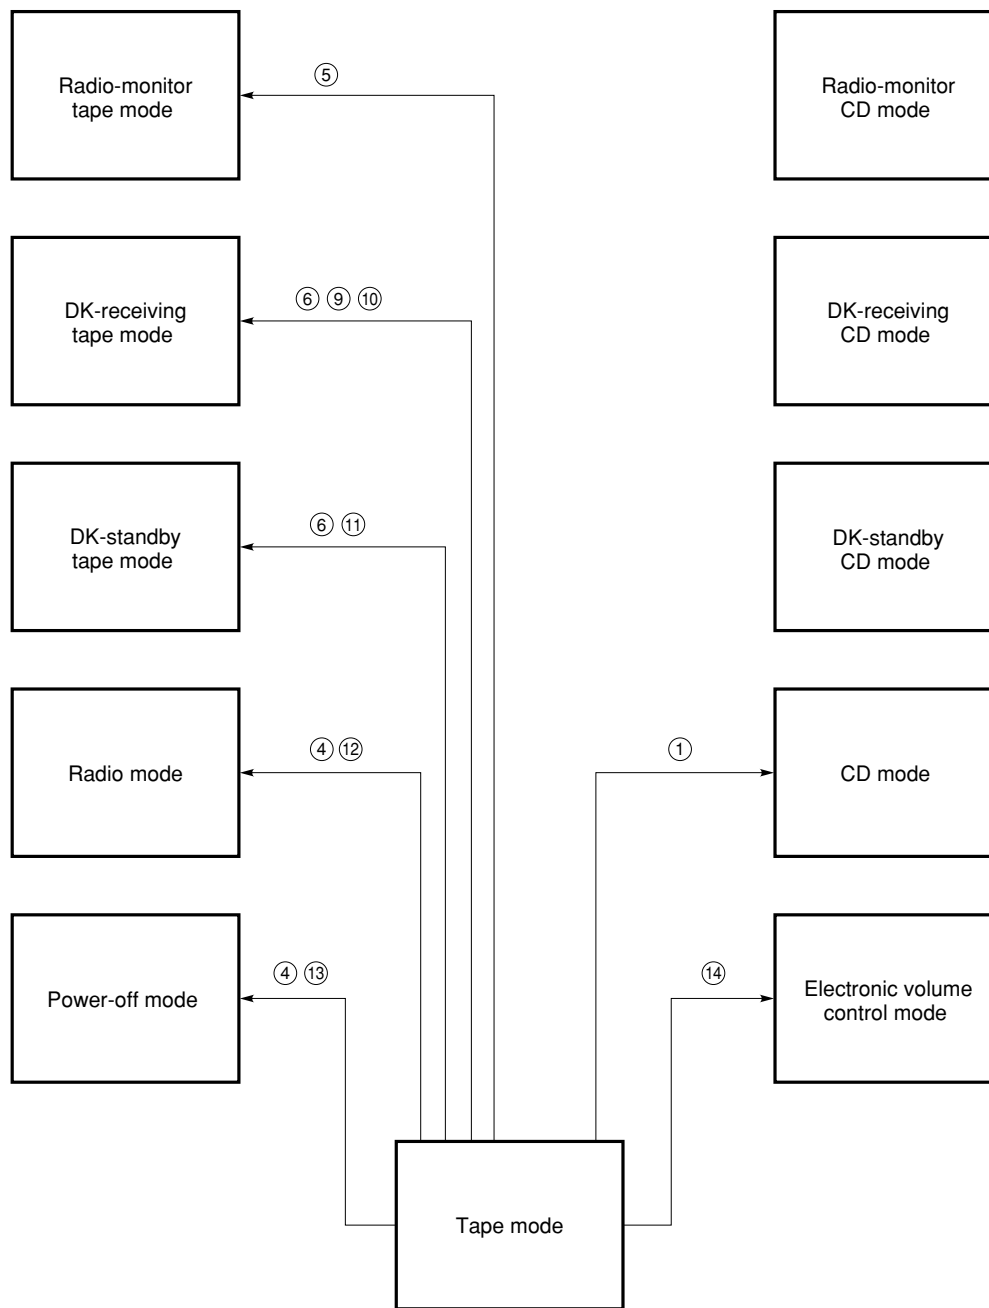 Radio-monitor
tape mode
⑤
Radio-monitor
CD mode
DK-receiving
tape mode
⑥ ⑨ ⑩
DK-receiving
CD mode
DK-standby
tape mode
⑥ ⑪
DK-standby
CD mode
Radio mode
④ ⑫
①
CD mode
Power-off mode
④ ⑬
⑭
Electronic volume
control mode
Tape mode